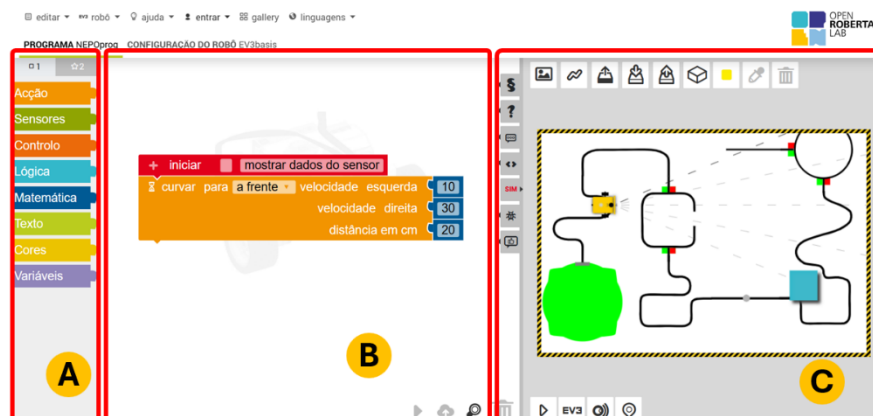 editar EV3 robô ajuda entrar gallery linguagens
OPEN
ROBERTA
LAB
PROGRAMA NEPOprog CONFIGURAÇÃO DO ROBÔ EV3basis
1 2
Acção
Sensores
Controlo
Lógica
Matemática
Texto
Cores
Variáveis
+ iniciar mostrar dados do sensor
curvar para a frente velocidade esquerda 10
velocidade direita 30
distância em cm 20
§
?
SIM
A
B
C
EV3